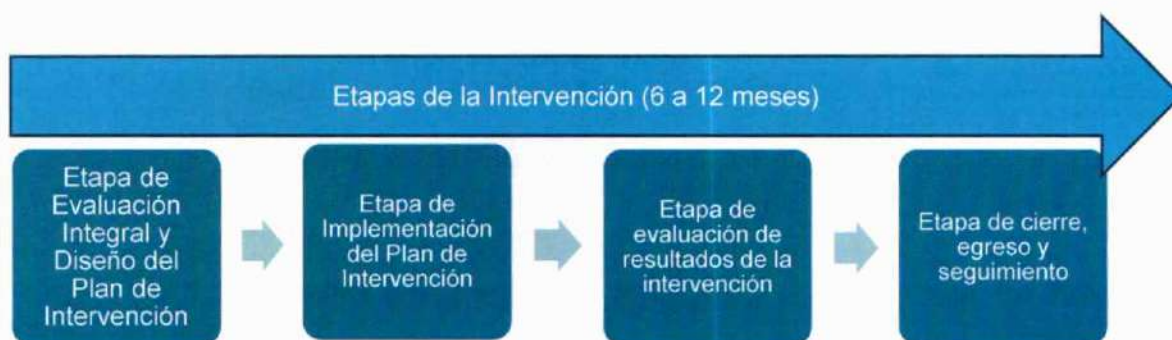 Etapas de la Intervención (6 a 12 meses)
Etapa de
Evaluación
Integral y
Diseño del
Plan de
Intervención
Etapa de
Implementación
del Plan de
Intervención
Etapa de
evaluación de
resultados de la
intervención
Etapa de cierre,
egreso y
seguimiento